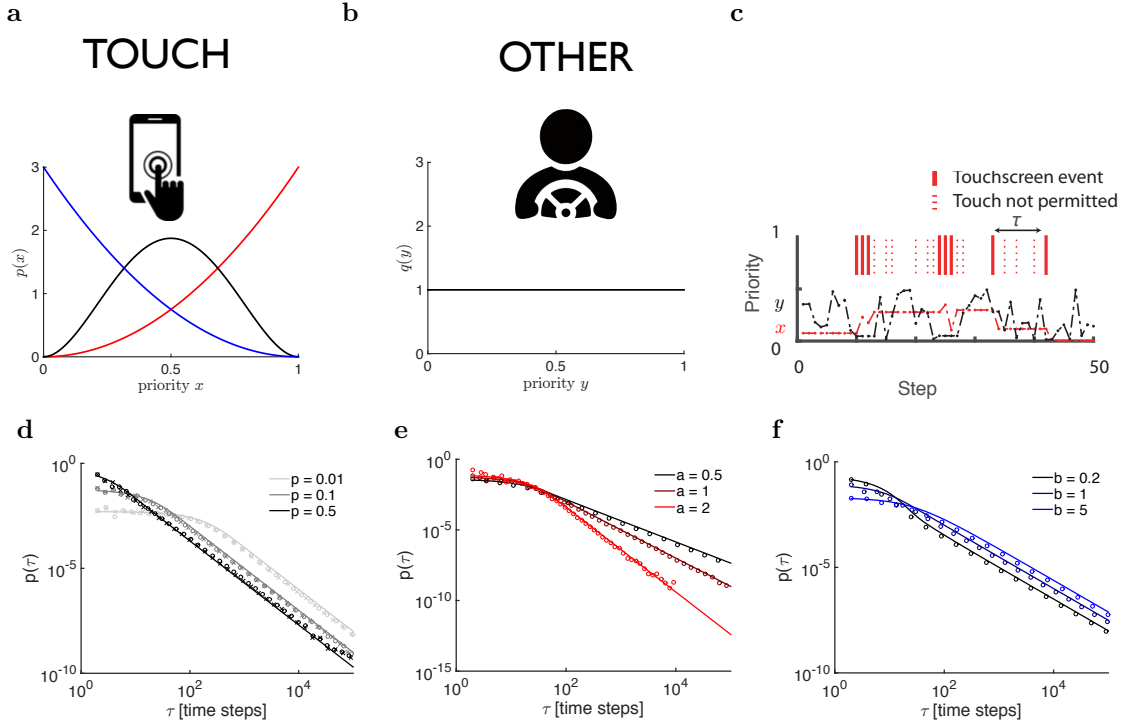 a
TOUCH
3
2
1
0
p(x)
0
0.5
1
priority x
b
OTHER
3
2
1
0
q(y)
0
0.5
1
priority y
c
Touchscreen event
Touch not permitted
τ
1
Priority
y
x
0
0
50
Step
d
10^0
10^-5
10^-10
p(τ)
p = 0.01
p = 0.1
p = 0.5
10^0
10^2
10^4
τ [time steps]
e
10^0
10^-5
10^-10
10^-15
p(τ)
a = 0.5
a = 1
a = 2
10^0
10^2
10^4
τ [time steps]
f
10^0
10^-5
10^-10
p(τ)
b = 0.2
b = 1
b = 5
10^0
10^2
10^4
τ [time steps]